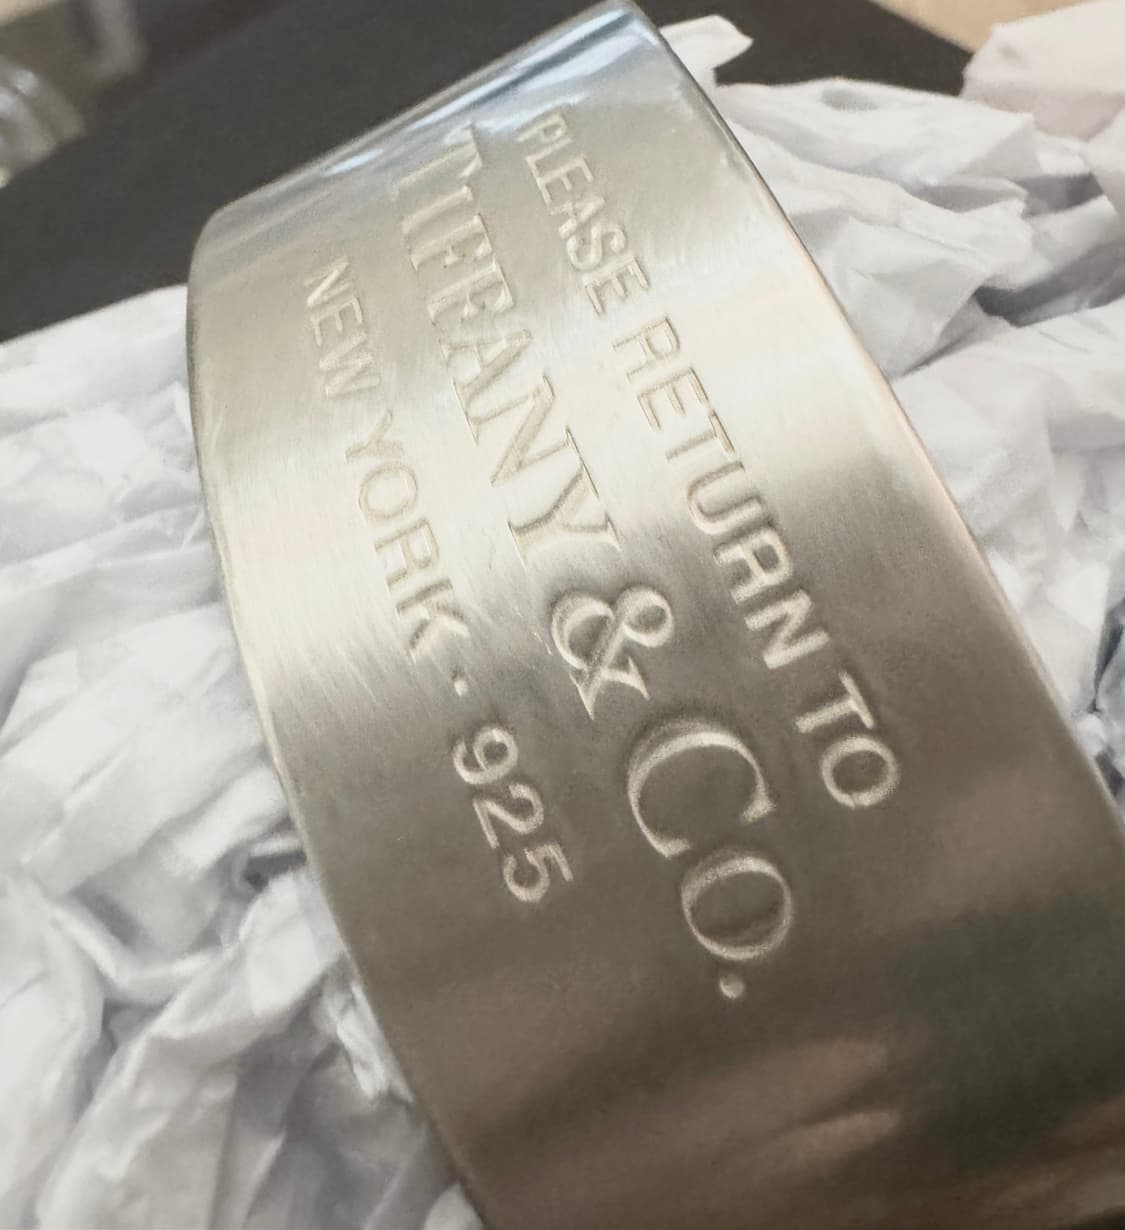 PLEASE RETURN TO
TIFFANY & CO.
NEW YORK . 925